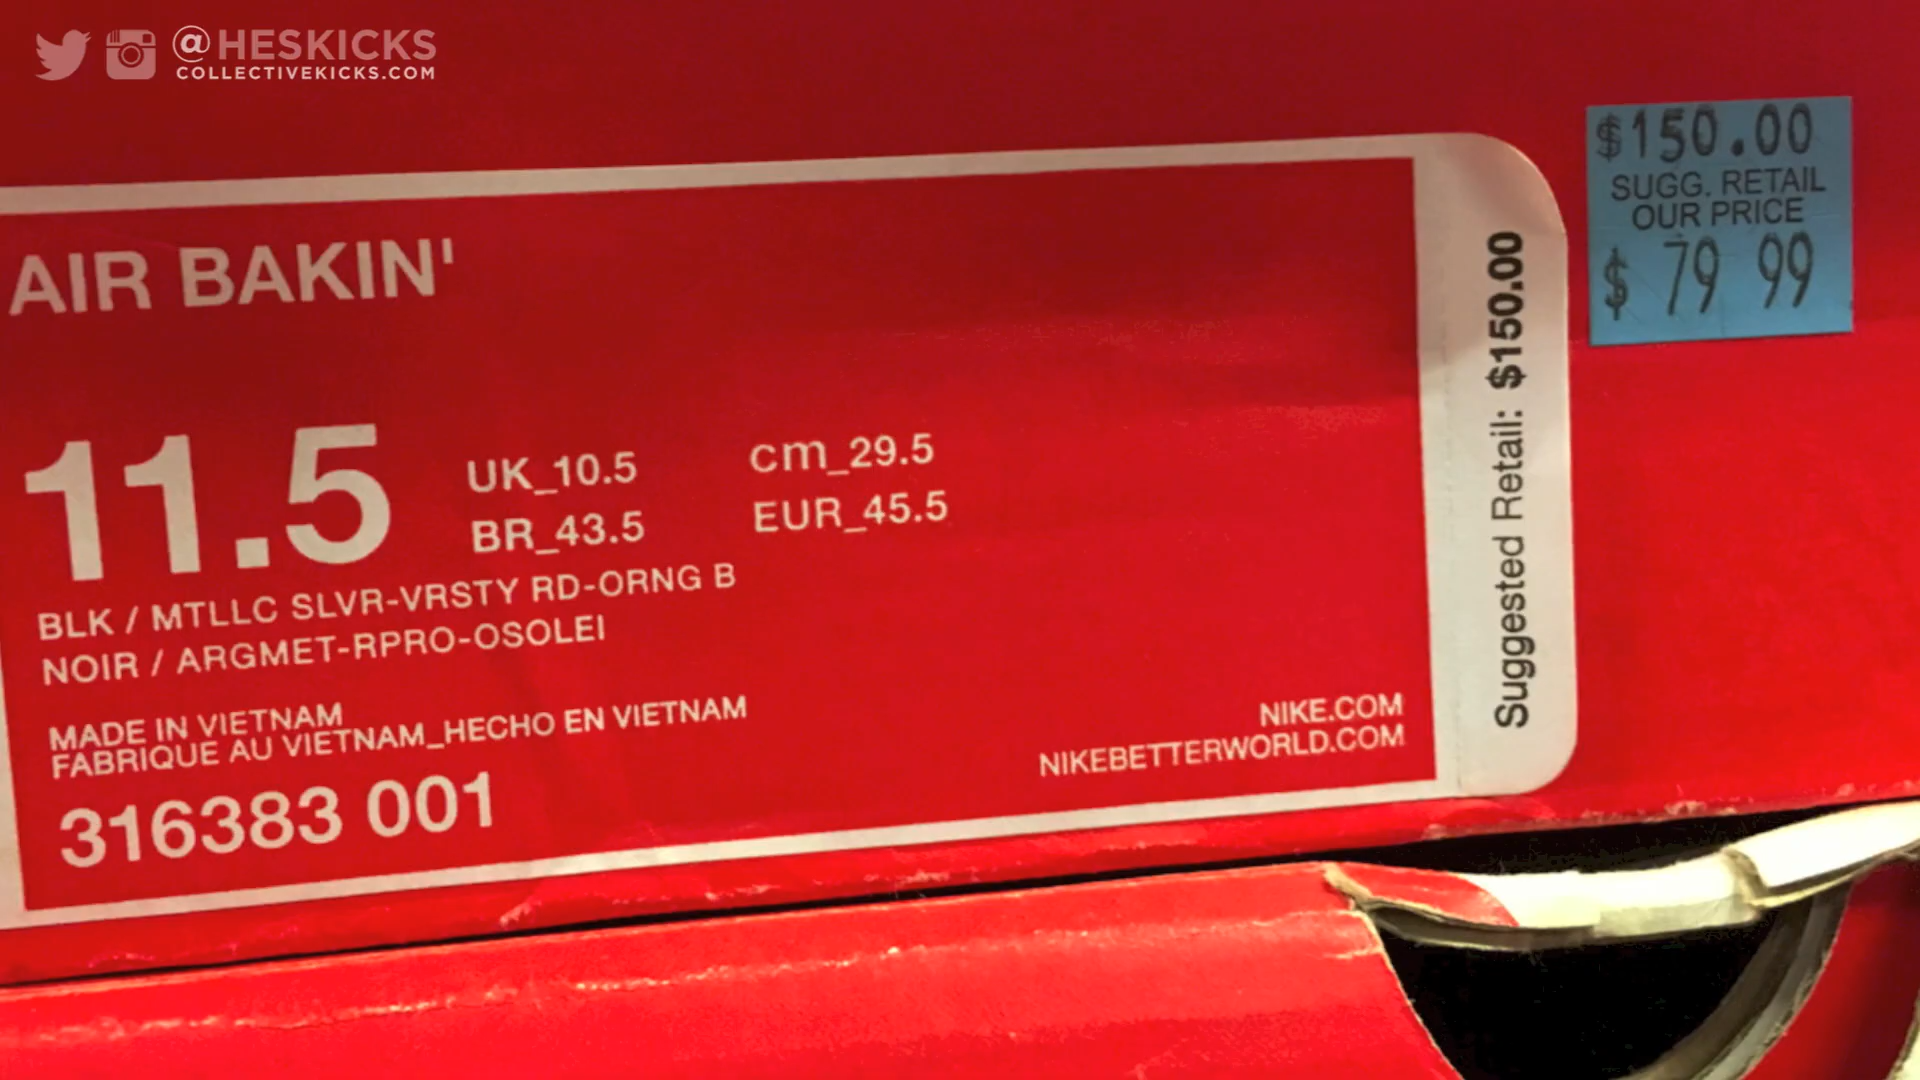 @HESKICKS
COLLECTIVEKICKS.COM
$150.00
SUGG. RETAIL
OUR PRICE
$ 79 99
AIR BAKIN'
11.5
UK_10.5
cm_29.5
BR_43.5
EUR_45.5
BLK / MTLLC SLVR-VRSTY RD-ORNG B
NOIR / ARGMET-RPRO-OSOLEI
MADE IN VIETNAM
FABRIQUE AU VIETNAM_HECHO EN VIETNAM
316383 001
NIKE.COM
NIKEBETTERWORLD.COM
Suggested Retail: $150.00